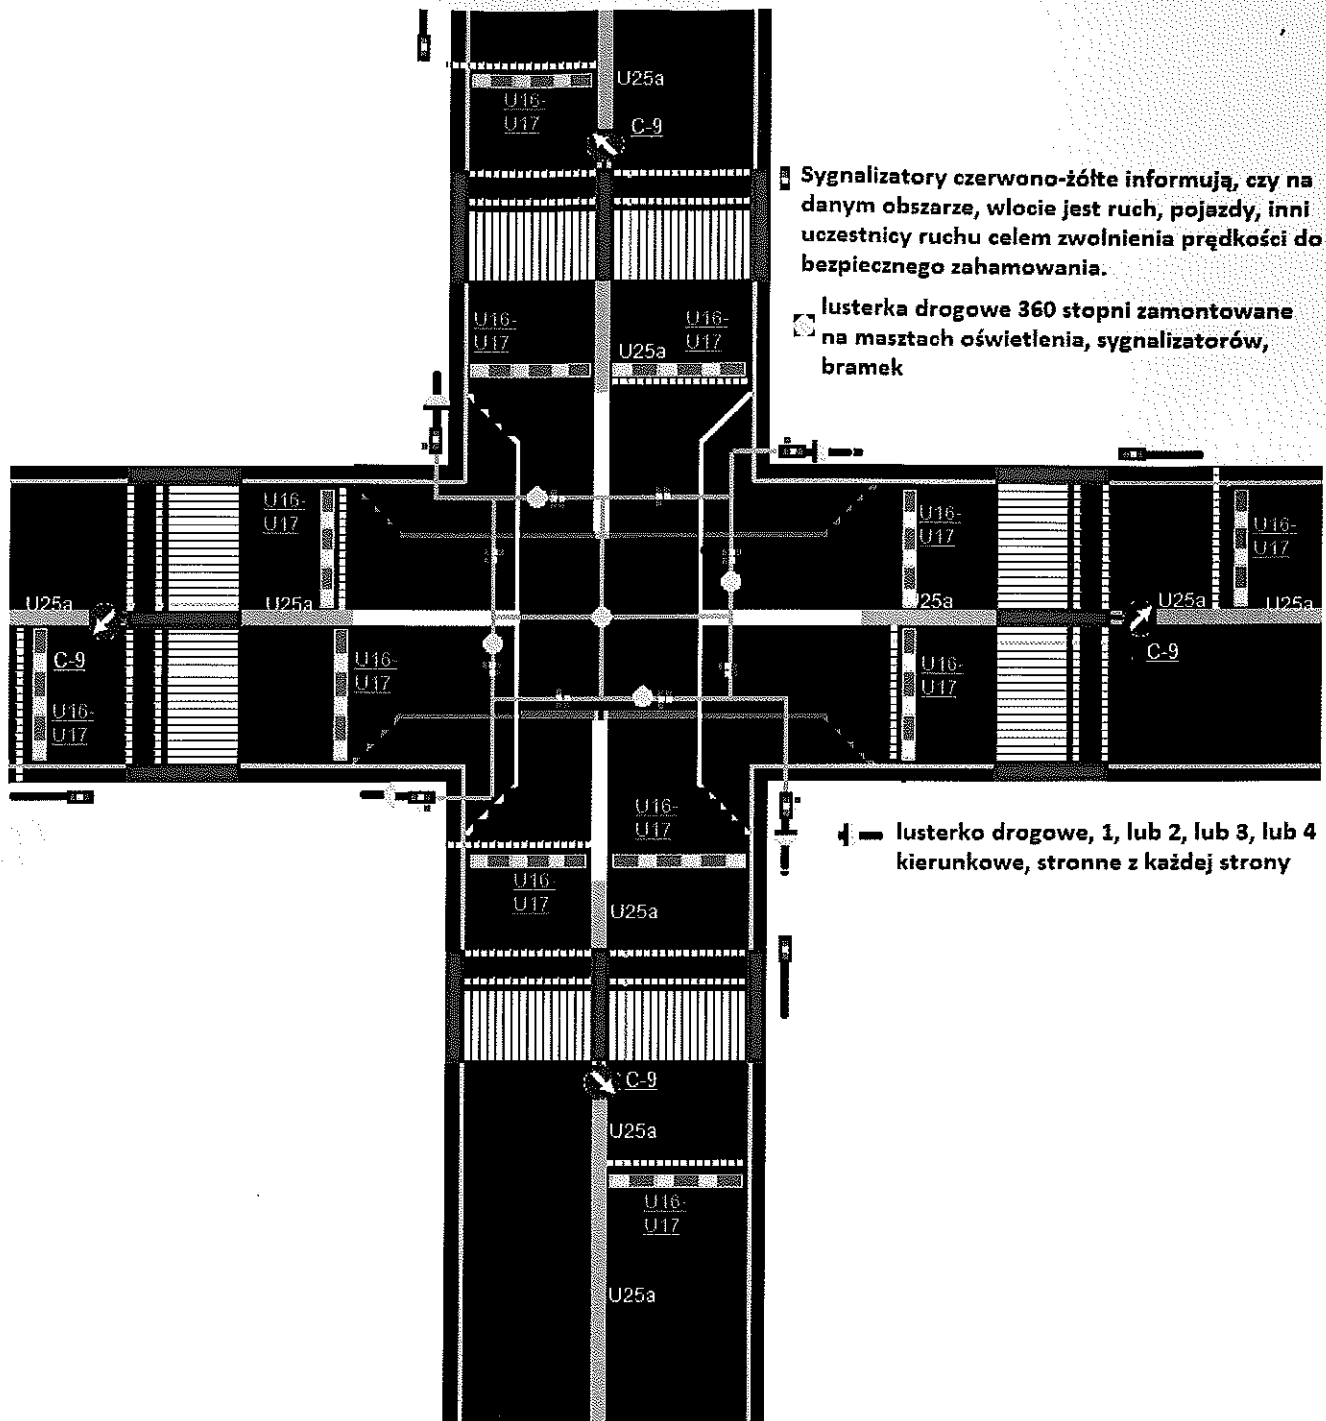 U25a
U16-
U17
C-9
Sygnalizatory czerwono-żółte informują, czy na
danym obszarze, wlocie jest ruch, pojazdy, inni
uczestnicy ruchu celem zwolnienia prędkości do
bezpiecznego zahamowania.
lusterka drogowe 360 stopni zamontowane
na masztach oświetlenia, sygnalizatorów,
bramek
U16-
U17
U16-
U17
U25a
U16-
U17
U16-
U17
U16-
U17
U25a
U25a
U25a
U25a
U25a
C-9
U16-
U17
U16-
U17
U16-
U17
C-9
lusterko drogowe, 1, lub 2, lub 3, lub 4
kierunkowe, stronne z każdej strony
U16-
U17
U16-
U17
U25a
C-9
U25a
U16-
U17
U25a